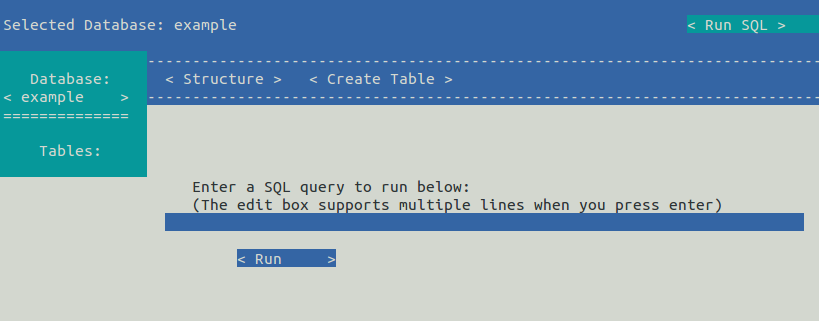 Selected Database: example
< Run SQL >
Database:
< example    >
==============
Tables:
---------------------------------------------------------------------------
< Structure >   < Create Table >
---------------------------------------------------------------------------
Enter a SQL query to run below:
(The edit box supports multiple lines when you press enter)
< Run     >